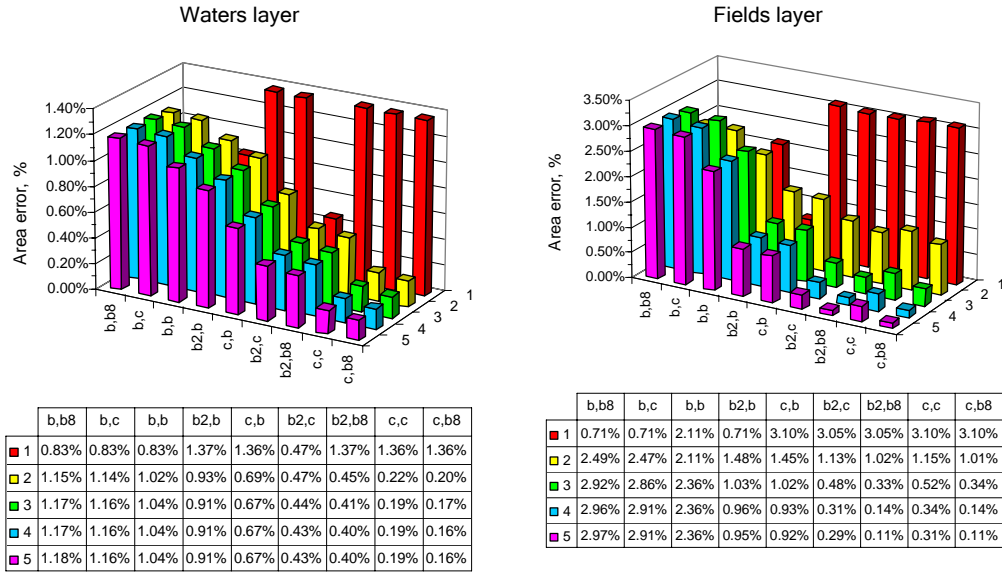 Waters layer
Area error, %
1.40%
1.20%
1.00%
0.80%
0.60%
0.40%
0.20%
0.00%
b,b8
b,c
b,b
b2,b
c,b
b2,c
b2,b8
c,c
c,b8
5
4
3
2
1
b,b8 b,c b,b b2,b c,b b2,c b2,b8 c,c c,b8
1 0.83% 0.83% 0.83% 1.37% 1.36% 0.47% 1.37% 1.36% 1.36%
2 1.15% 1.14% 1.02% 0.93% 0.69% 0.47% 0.45% 0.22% 0.20%
3 1.17% 1.16% 1.04% 0.91% 0.67% 0.44% 0.41% 0.19% 0.17%
4 1.17% 1.16% 1.04% 0.91% 0.67% 0.43% 0.40% 0.19% 0.16%
5 1.18% 1.16% 1.04% 0.91% 0.67% 0.43% 0.40% 0.19% 0.16%
Fields layer
Area error, %
3.50%
3.00%
2.50%
2.00%
1.50%
1.00%
0.50%
0.00%
b,b8
b,c
b,b
b2,b
c,b
b2,c
b2,b8
c,c
c,b8
5
4
3
2
1
b,b8 b,c b,b b2,b c,b b2,c b2,b8 c,c c,b8
1 0.71% 0.71% 2.11% 0.71% 3.10% 3.05% 3.05% 3.10% 3.10%
2 2.49% 2.47% 2.11% 1.48% 1.45% 1.13% 1.02% 1.15% 1.01%
3 2.92% 2.86% 2.36% 1.03% 1.02% 0.48% 0.33% 0.52% 0.34%
4 2.96% 2.91% 2.36% 0.96% 0.93% 0.31% 0.14% 0.34% 0.14%
5 2.97% 2.91% 2.36% 0.95% 0.92% 0.29% 0.11% 0.31% 0.11%